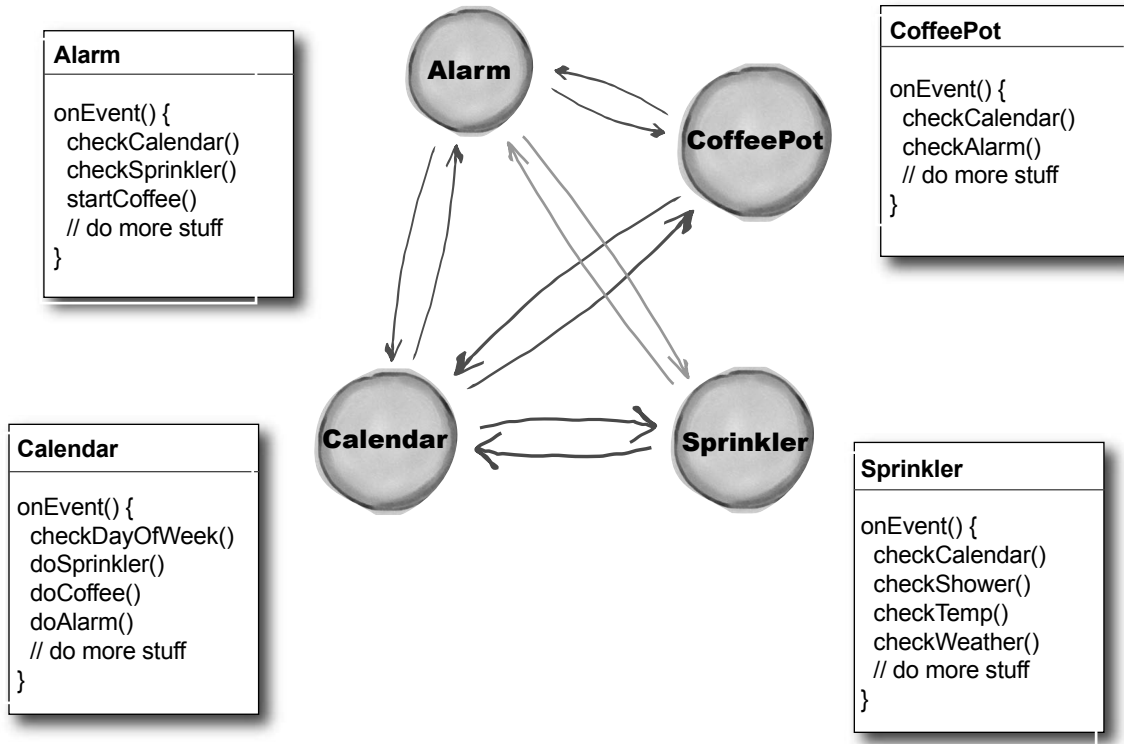 Alarm
onEvent() {
checkCalendar()
checkSprinkler()
startCoffee()
// do more stuff
}
Alarm
CoffeePot
CoffeePot
onEvent() {
checkCalendar()
checkAlarm()
// do more stuff
}
Calendar
Sprinkler
Calendar
onEvent() {
checkDayOfWeek()
doSprinkler()
doCoffee()
doAlarm()
// do more stuff
}
Sprinkler
onEvent() {
checkCalendar()
checkShower()
checkTemp()
checkWeather()
// do more stuff
}